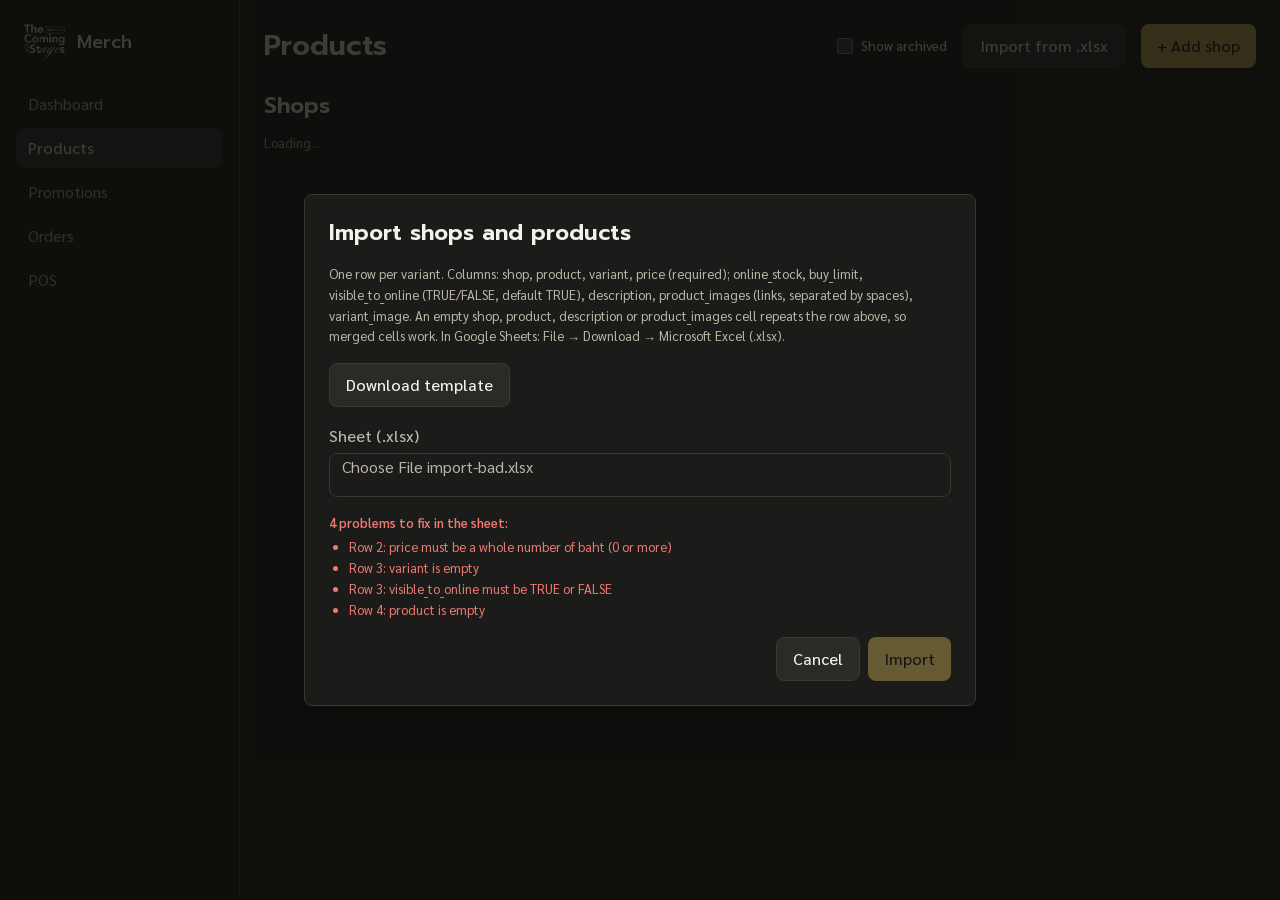 The
Coming
Stages
Merch
Dashboard
Products
Promotions
Orders
POS
Products
Show archived
Import from .xlsx
+ Add shop
Shops
Loading...
Import shops and products
One row per variant. Columns: shop, product, variant, price (required); online_stock, buy_limit,
visible_to_online (TRUE/FALSE, default TRUE), description, product_images (links, separated by spaces),
variant_image. An empty shop, product, description or product_images cell repeats the row above, so
merged cells work. In Google Sheets: File → Download → Microsoft Excel (.xlsx).
Download template
Sheet (.xlsx)
Choose File import-bad.xlsx
4 problems to fix in the sheet:
Row 2: price must be a whole number of baht (0 or more)
Row 3: variant is empty
Row 3: visible_to_online must be TRUE or FALSE
Row 4: product is empty
Cancel
Import